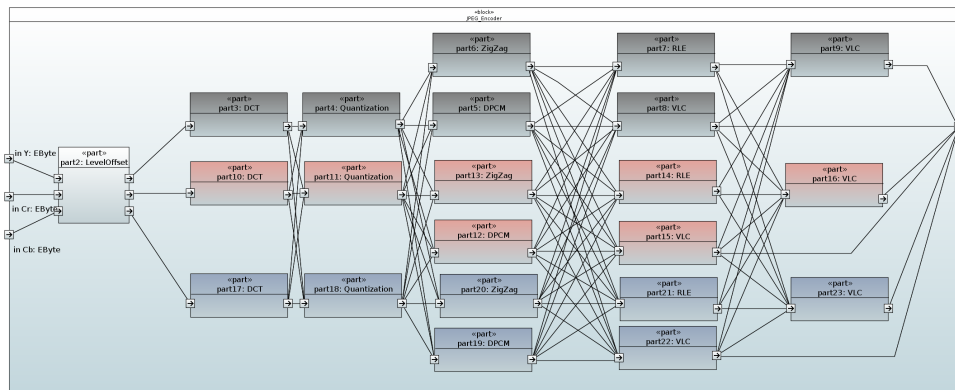 «block»
JPEG_Encoder
«part»
part6: ZigZag
«part»
part7: RLE
«part»
part9: VLC
«part»
part3: DCT
«part»
part4: Quantization
«part»
part5: DPCM
«part»
part8: VLC
in Y: EByte
«part»
part2: LevelOffset
«part»
part10: DCT
«part»
part11: Quantization
«part»
part13: ZigZag
«part»
part14: RLE
«part»
part16: VLC
in Cr: EByte
«part»
part12: DPCM
«part»
part15: VLC
in Cb: EByte
«part»
part17: DCT
«part»
part18: Quantization
«part»
part20: ZigZag
«part»
part21: RLE
«part»
part23: VLC
«part»
part19: DPCM
«part»
part22: VLC